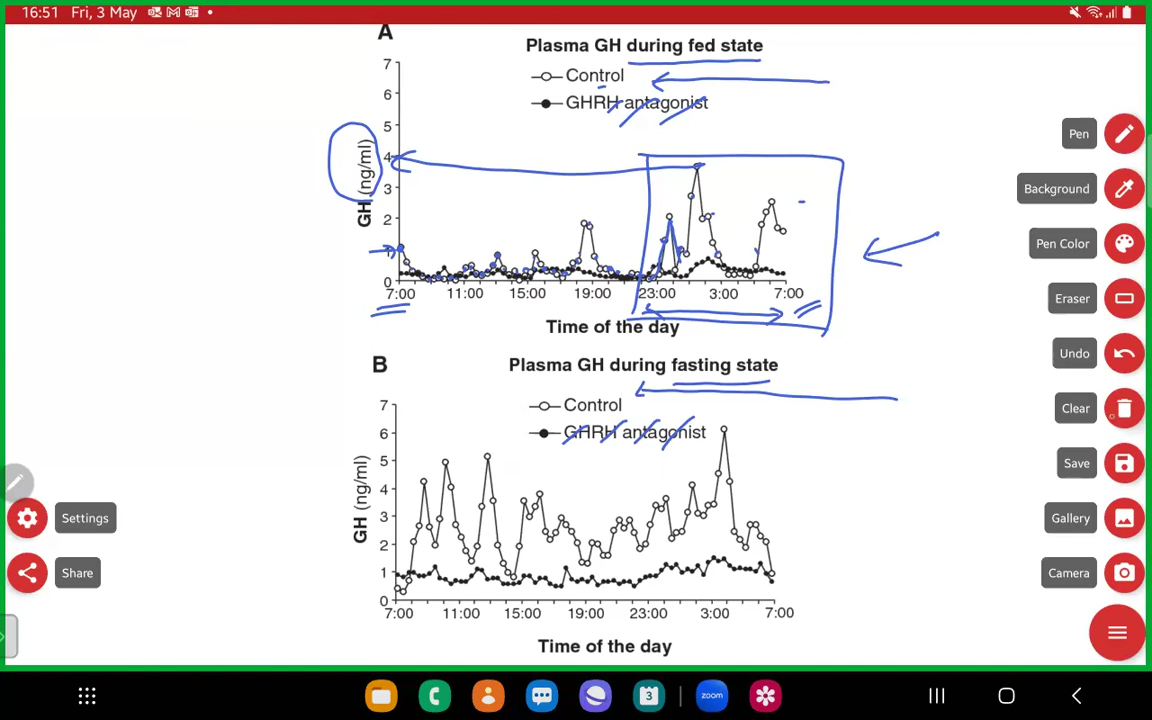 16:51 Fri, 3 May
A
Plasma GH during fed state
Control
GHRH antagonist
7
6
5
4
3
2
1
0
GH (ng/ml)
7:00 11:00 15:00 19:00 23:00 3:00 7:00
Time of the day
B
Plasma GH during fasting state
Control
GHRH antagonist
7
6
5
4
3
2
1
0
GH (ng/ml)
7:00 11:00 15:00 19:00 23:00 3:00 7:00
Time of the day
Pen
Background
Pen Color
Eraser
Undo
Clear
Save
Gallery
Camera
Settings
Share
3
zoom